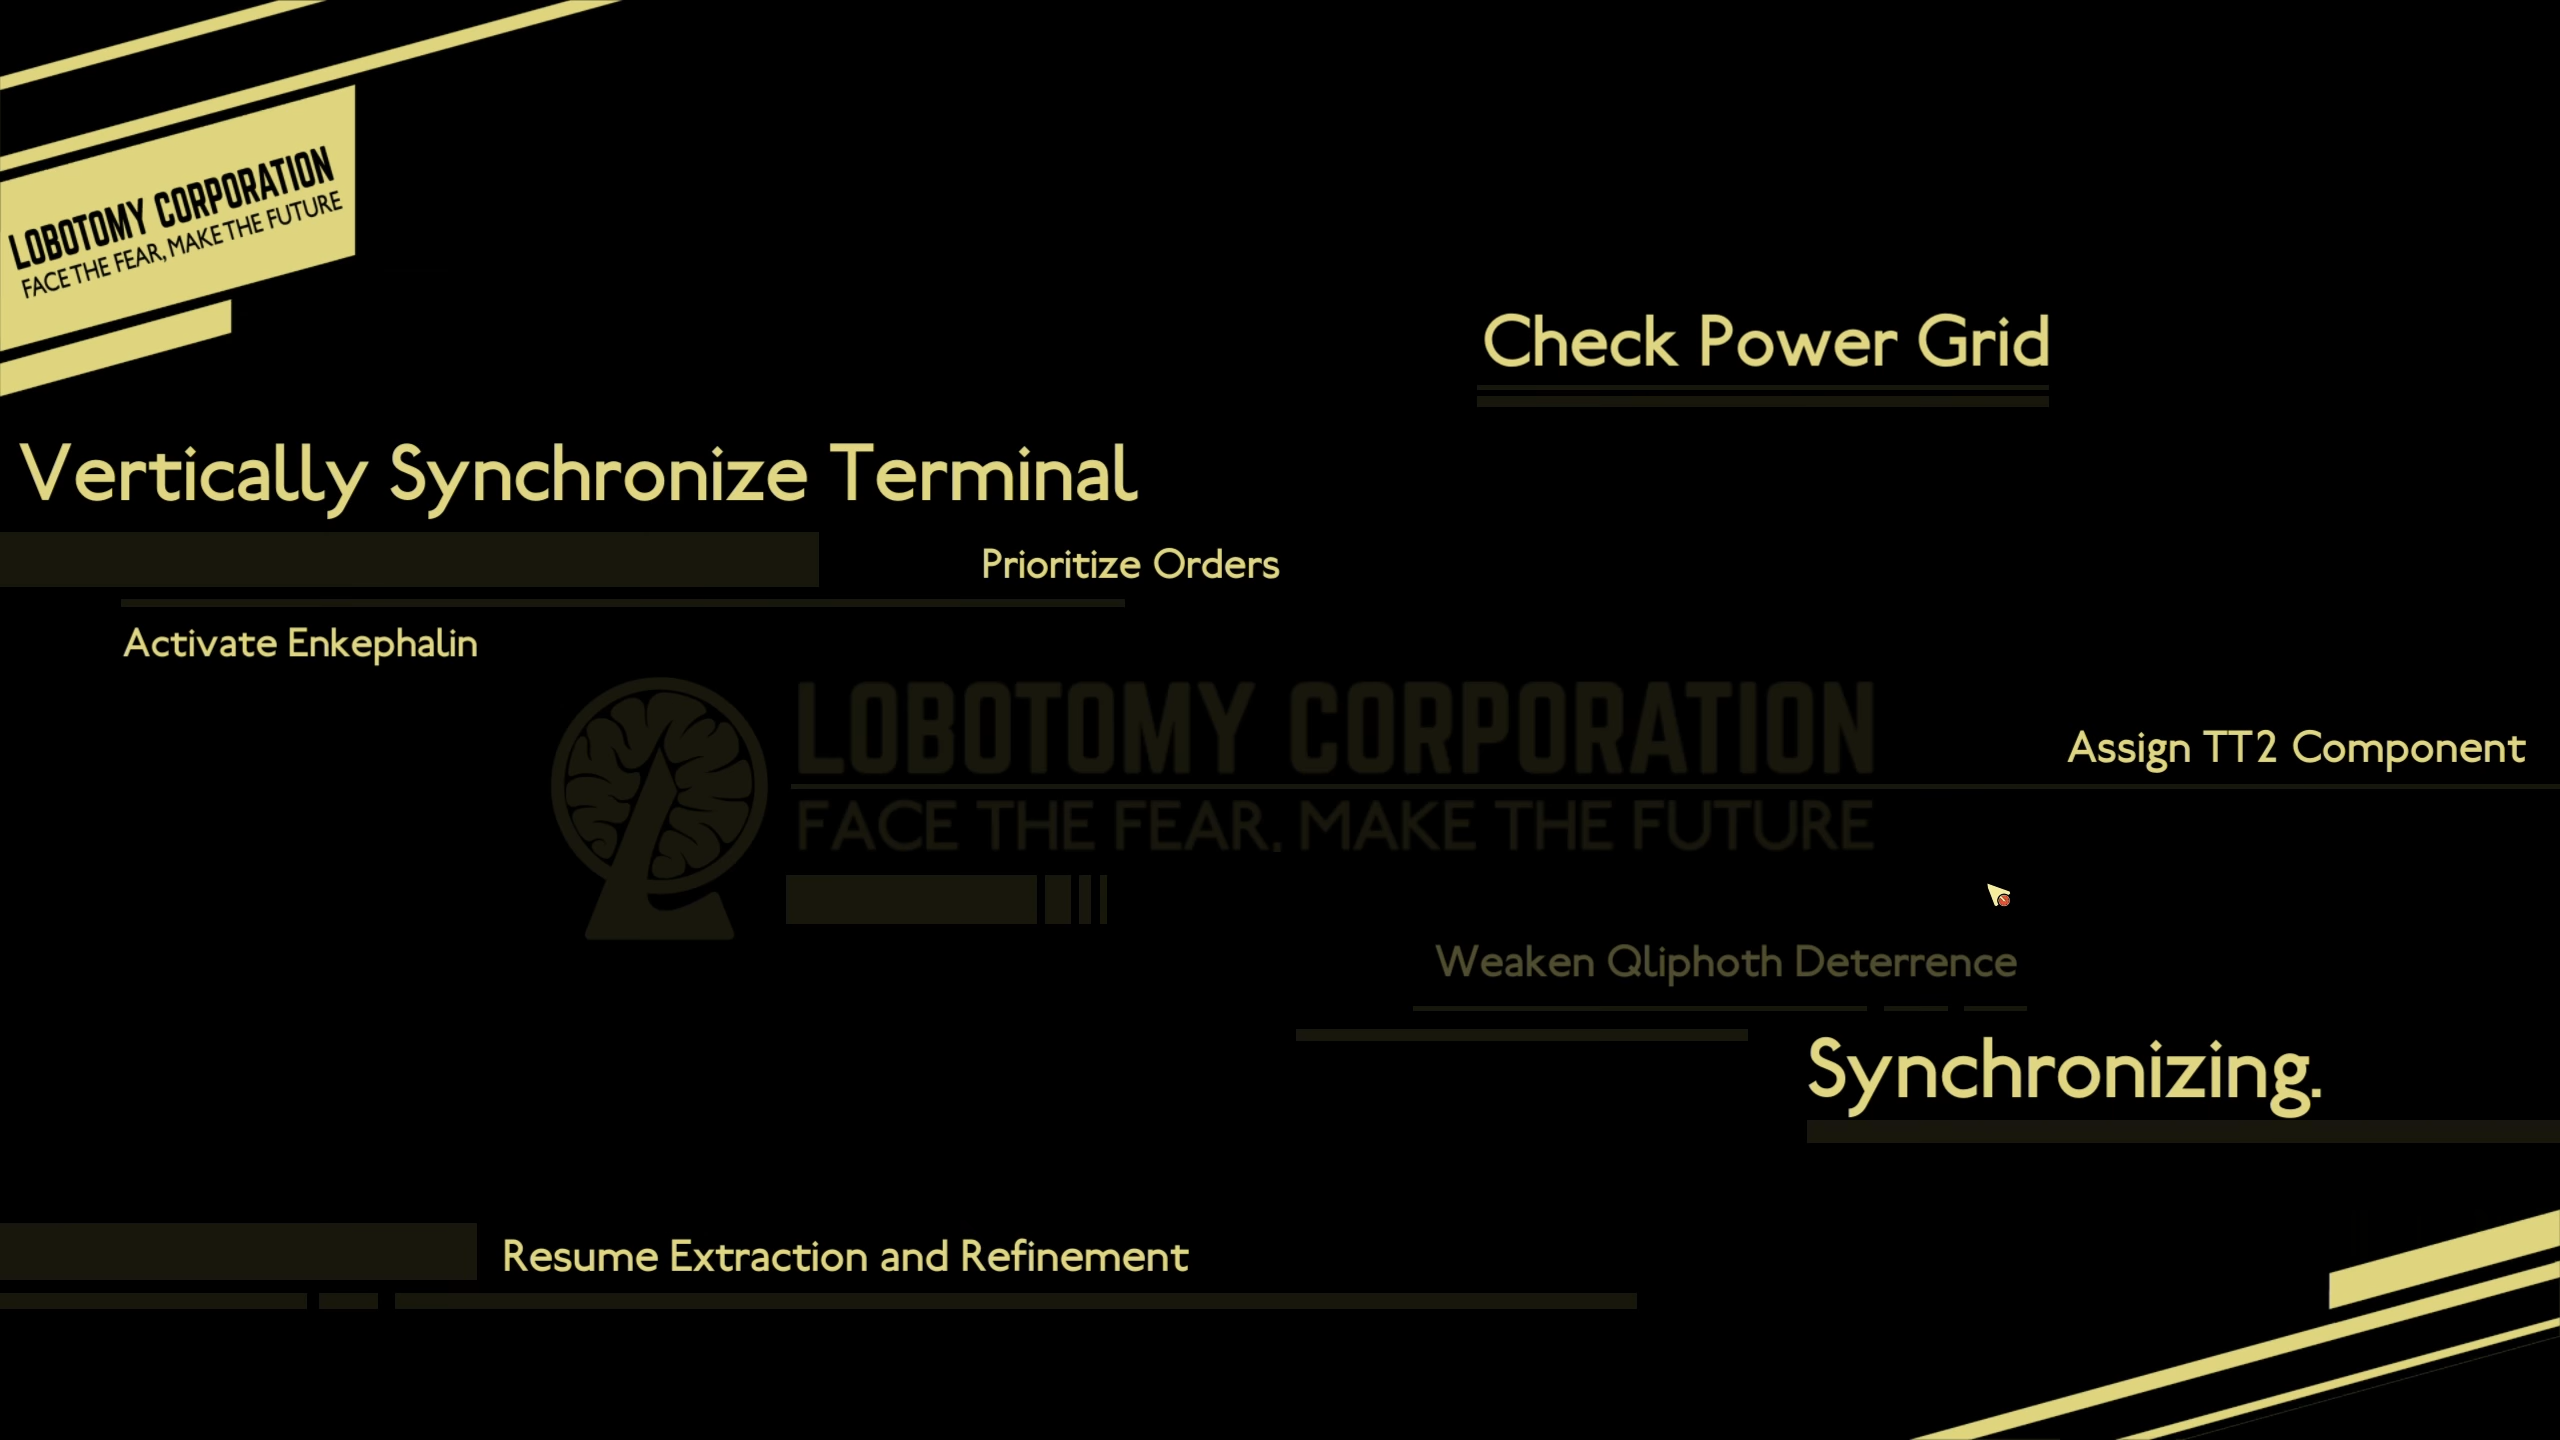 LOBOTOMY CORPORATION
FACE THE FEAR, MAKE THE FUTURE
Check Power Grid
Vertically Synchronize Terminal
Prioritize Orders
Activate Enkephalin
LOBOTOMY CORPORATION
FACE THE FEAR. MAKE THE FUTURE
Assign TT2 Component
Weaken Qliphoth Deterrence
Synchronizing.
Resume Extraction and Refinement